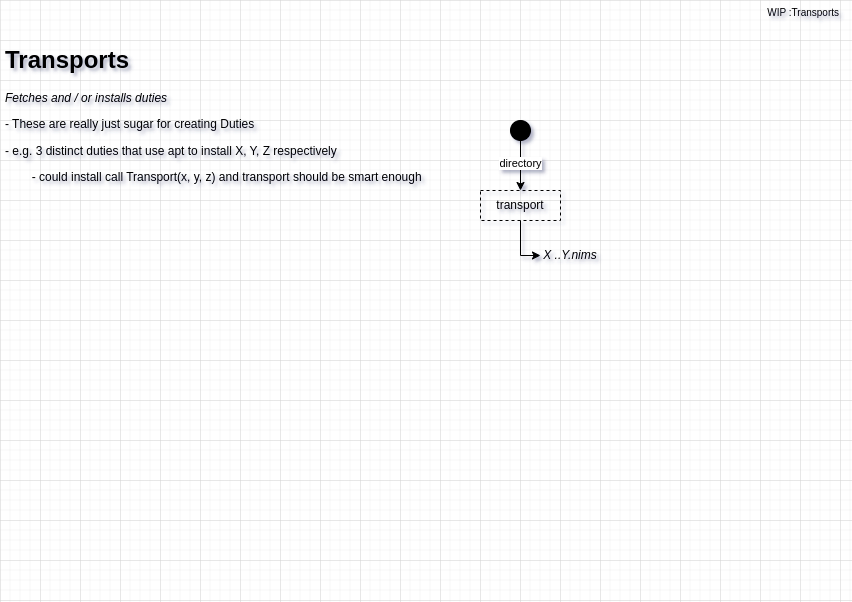 WIP :Transports
Transports
Fetches and / or installs duties
- These are really just sugar for creating Duties
- e.g. 3 distinct duties that use apt to install X, Y, Z respectively
- could install call Transport(x, y, z) and transport should be smart enough
directory
transport
X ..Y.nims